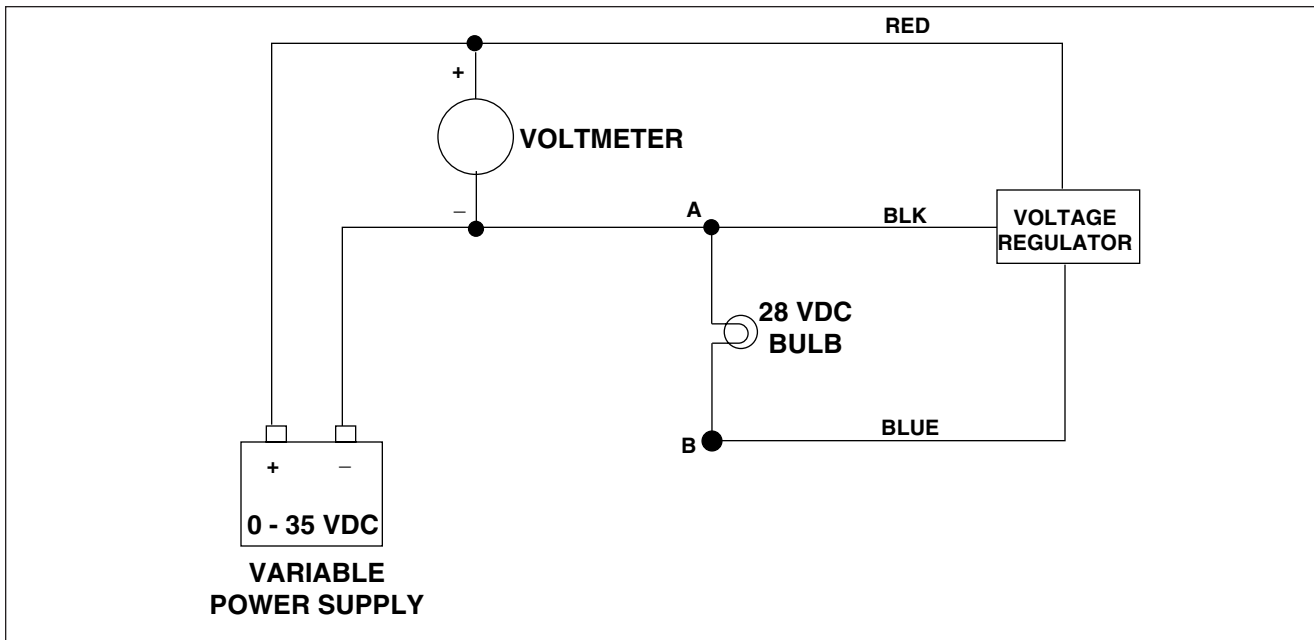 RED
+
VOLTMETER
–
A
BLK
VOLTAGE
REGULATOR
28 VDC
BULB
B
BLUE
+ –
0 - 35 VDC
VARIABLE
POWER SUPPLY